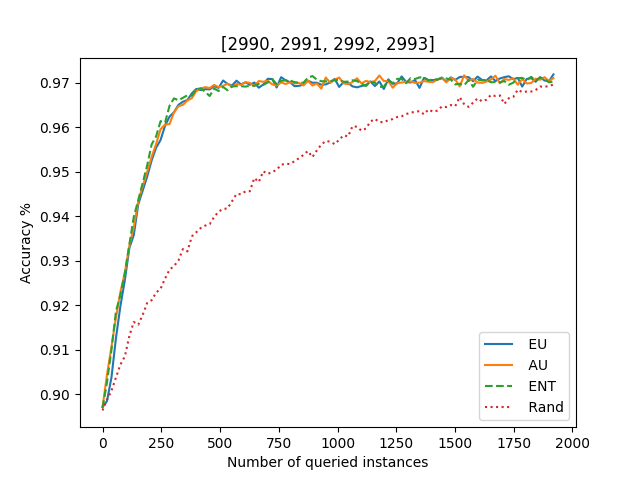 [2990, 2991, 2992, 2993]
Accuracy %
0.97
0.96
0.95
0.94
0.93
0.92
0.91
0.90
0
250
500
750
1000
1250
1500
1750
2000
Number of queried instances
EU
AU
ENT
Rand